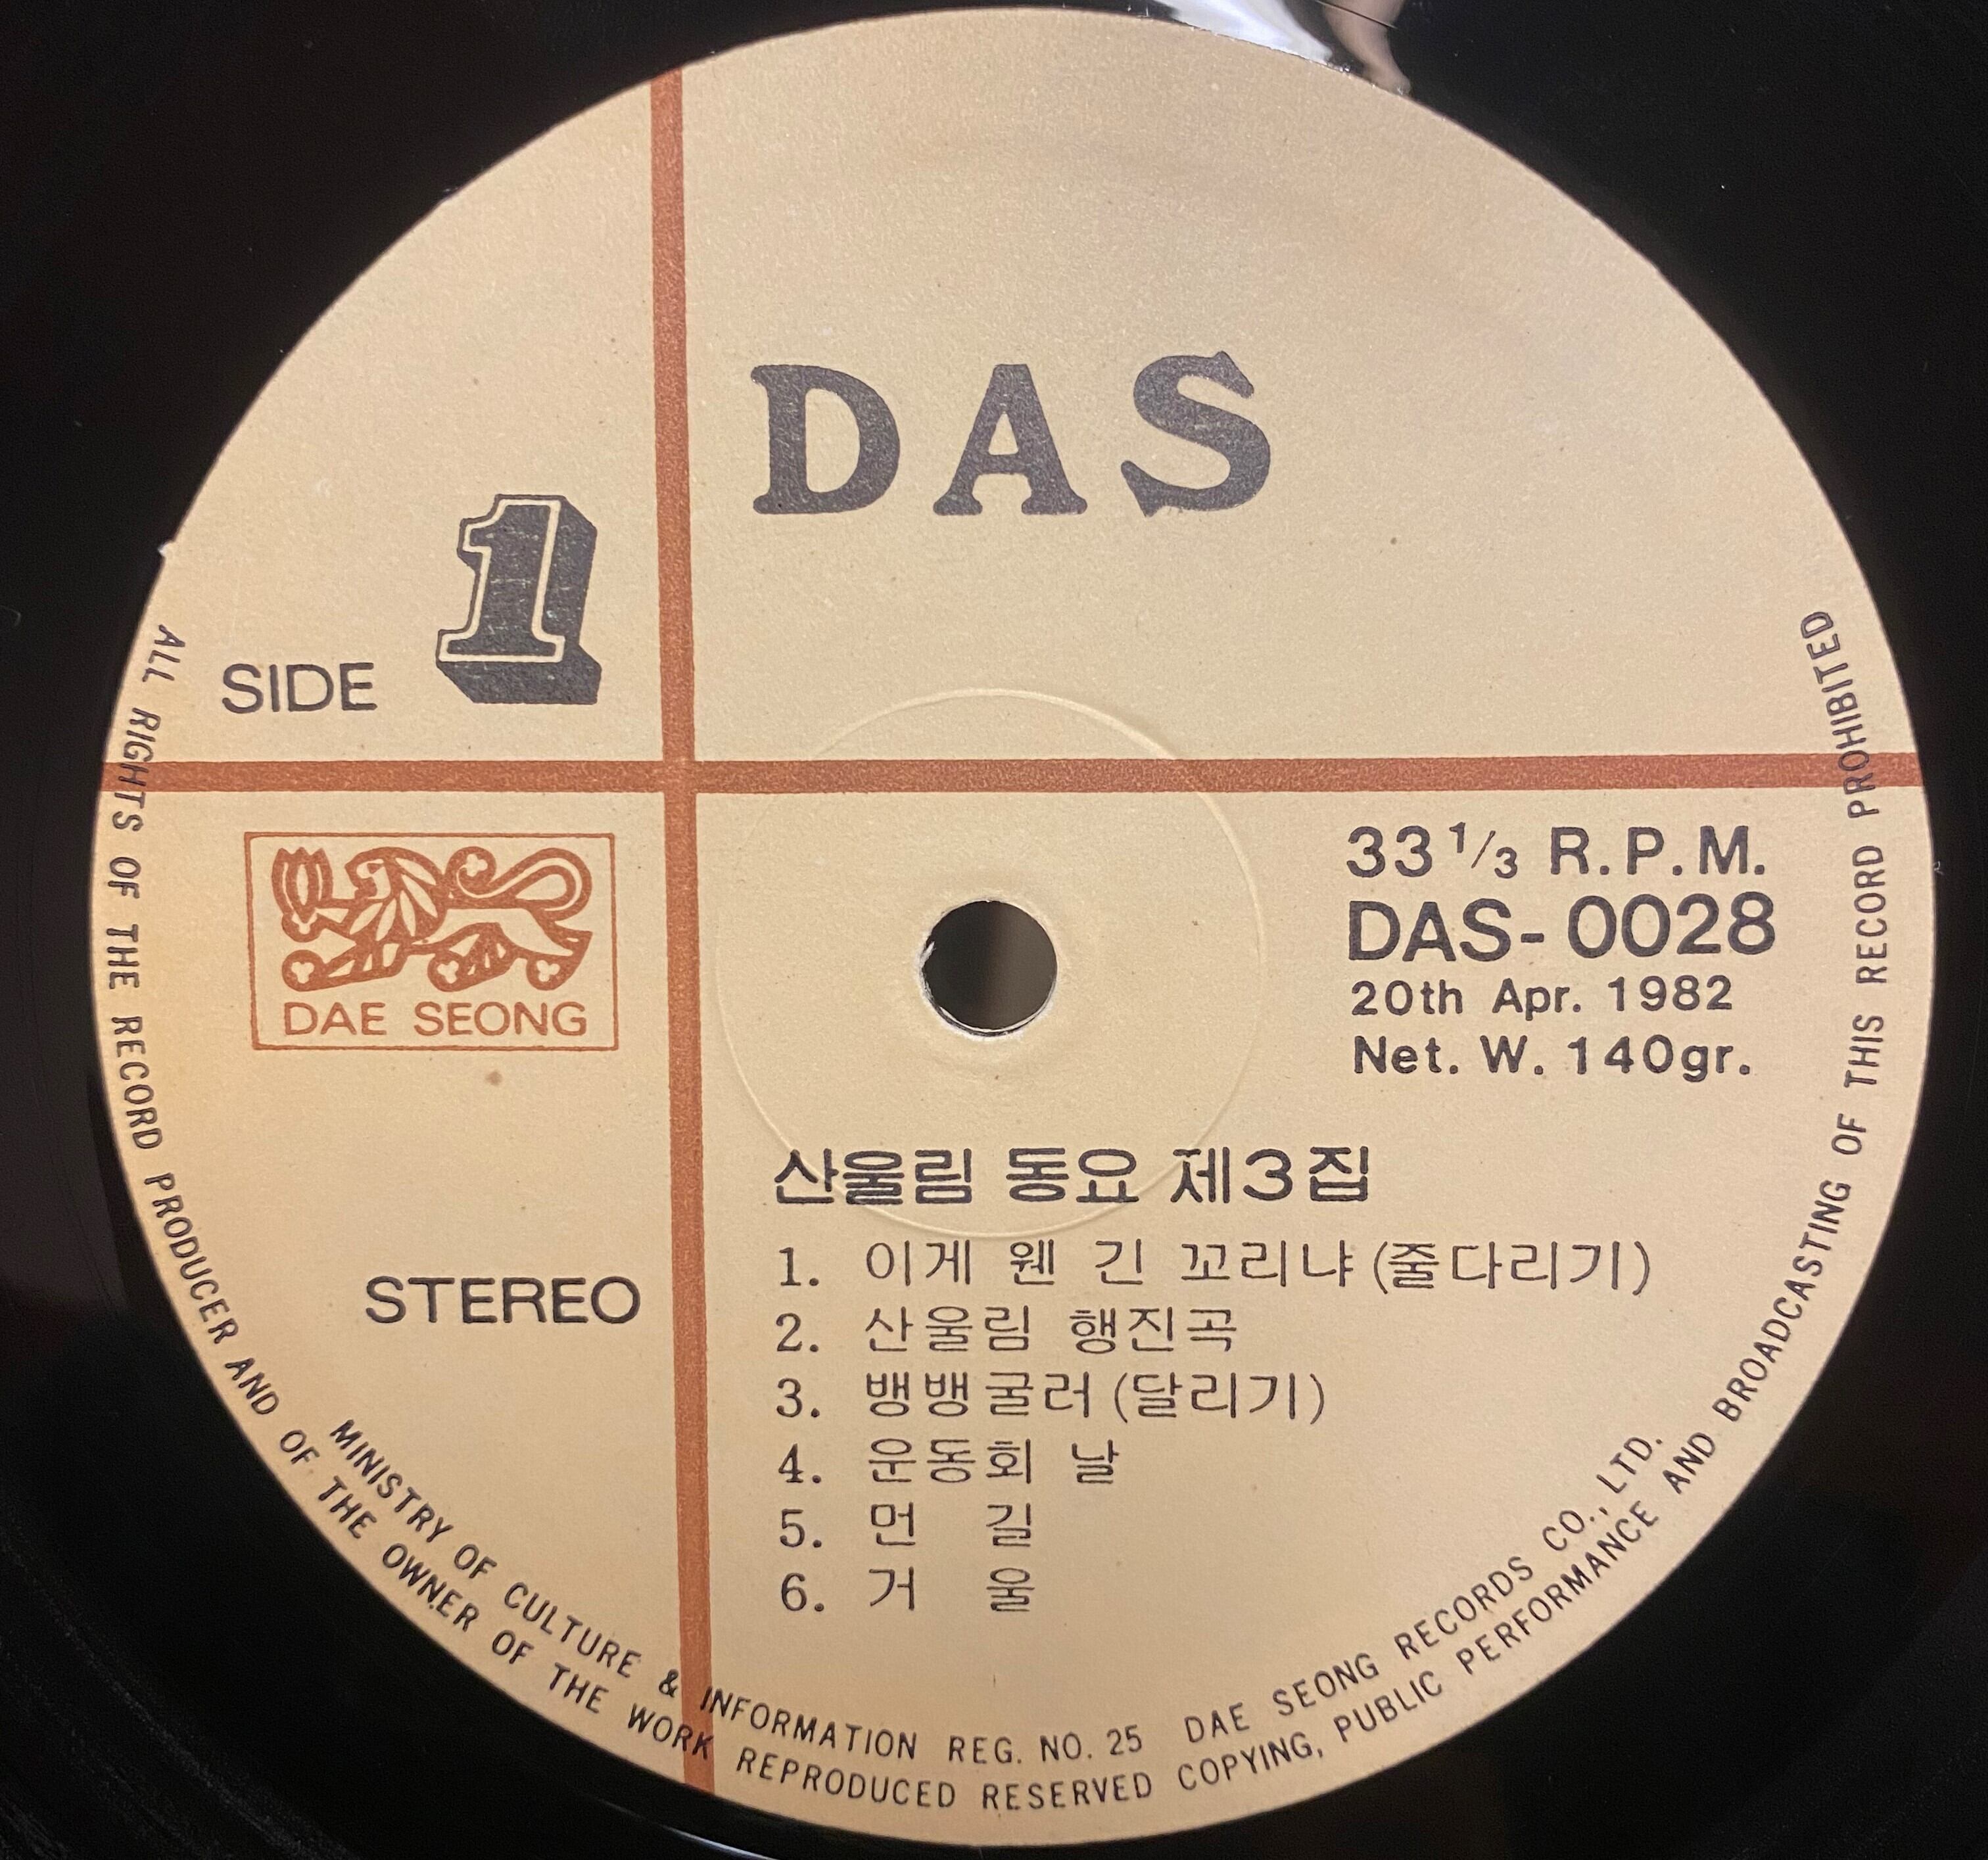 DAS
SIDE 1
DAE SEONG
33 1/3 R.P.M.
DAS-0028
20th Apr. 1982
Net. W. 140gr.
STEREO
산울림 동요 제3집
1. 이게 웬 긴 꼬리냐 (줄다리기)
2. 산울림 행진곡
3. 뱅뱅굴러 (달리기)
4. 운동회 날
5. 먼 길
6. 거 울
MINISTRY OF CULTURE & INFORMATION REG. NO. 25 DAE SEONG RECORDS CO., LTD.
ALL RIGHTS OF THE RECORD PRODUCER AND OF THE OWNER OF THE WORK REPRODUCED RESERVED COPYING, PUBLIC PERFORMANCE AND BROADCASTING OF THIS RECORD PROHIBITED